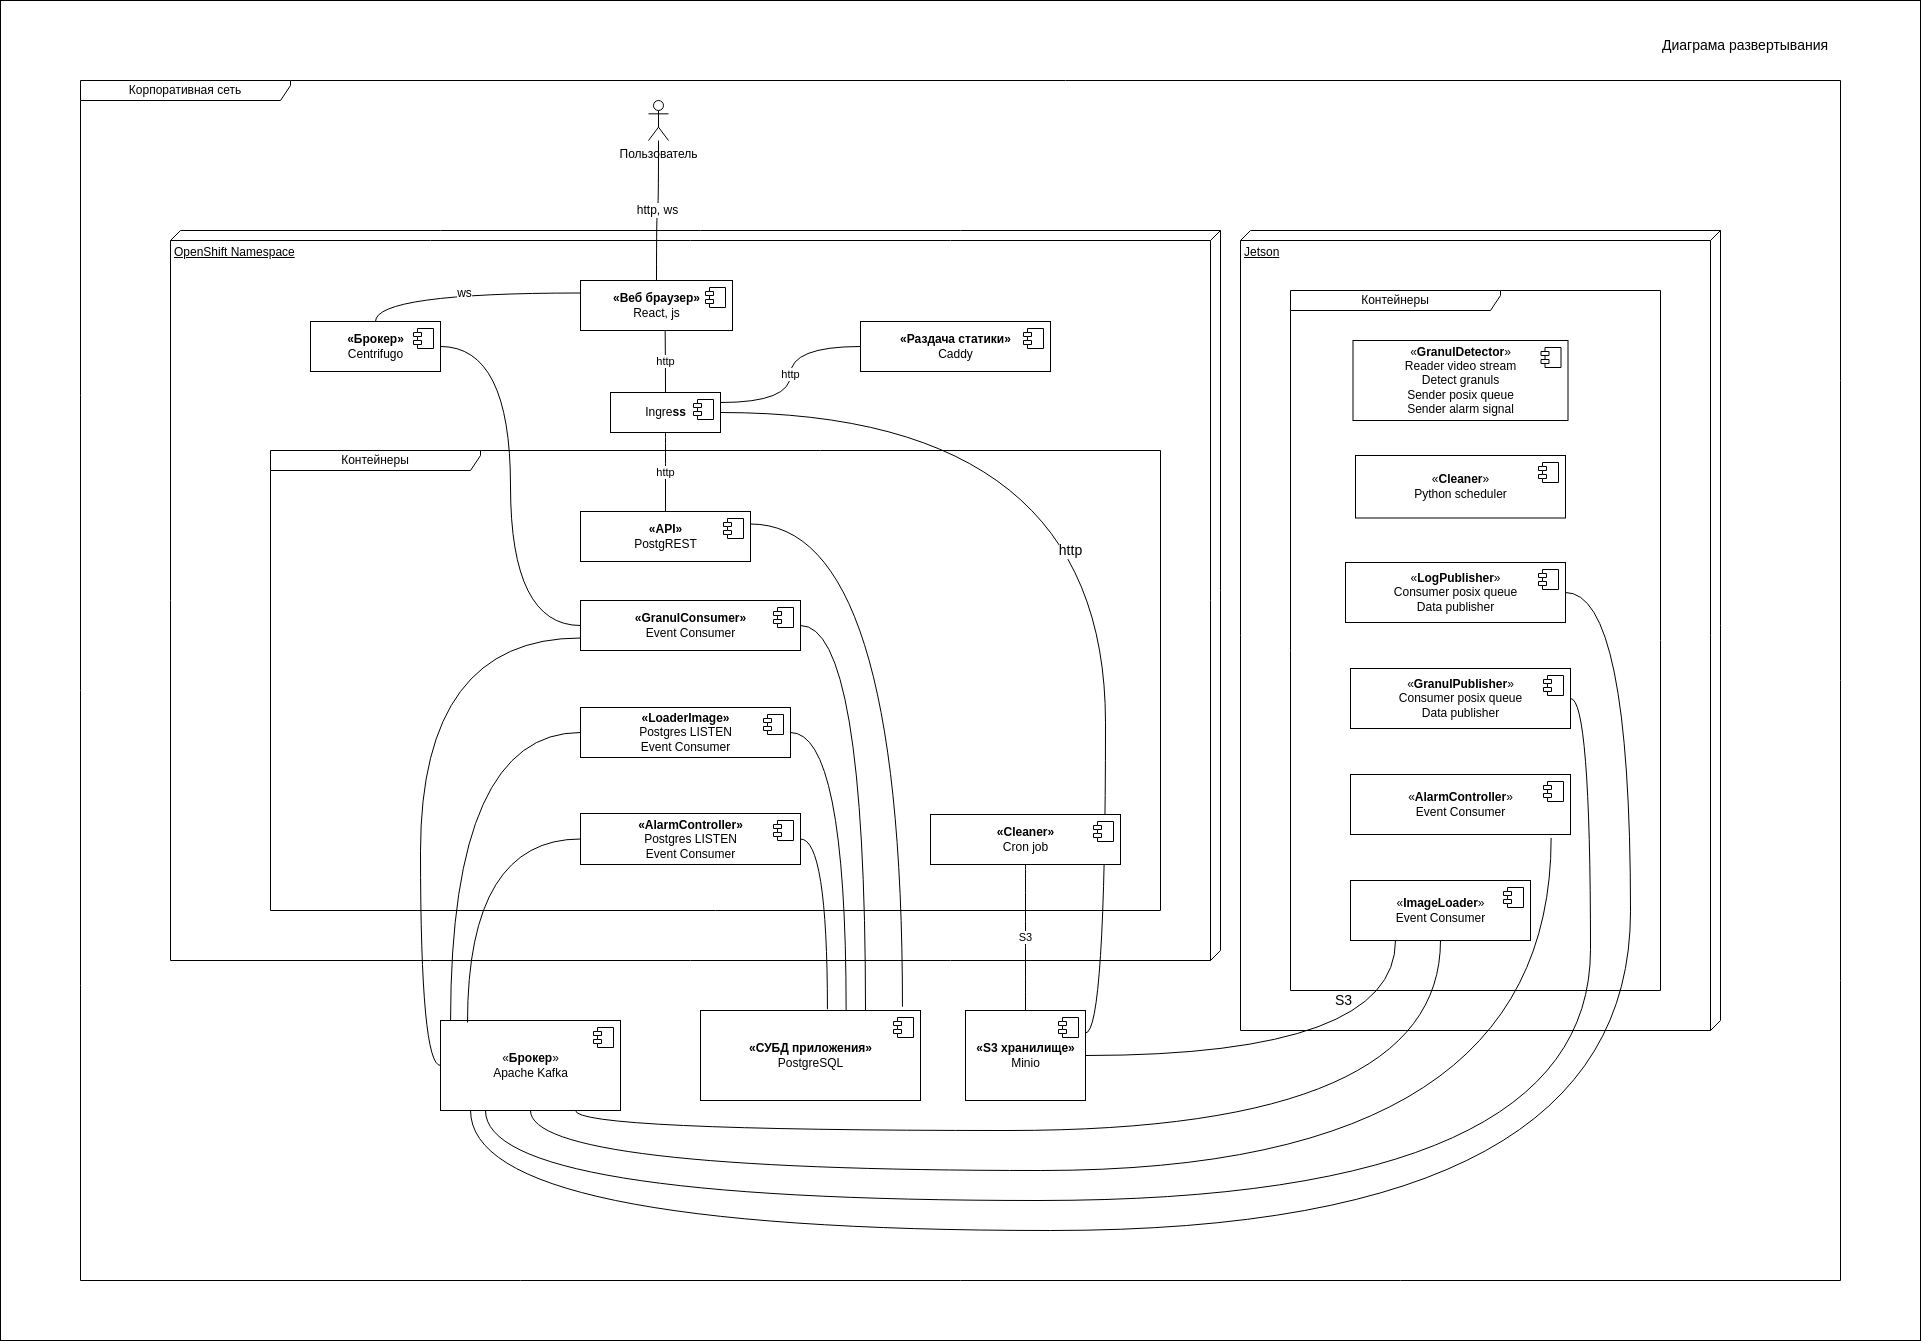 Диаграма развертывания
Корпоративная сеть
Пользователь
http, ws
OpenShift Namespace
«Веб браузер»
React, js
ws
«Брокер»
Centrifugo
http
«Раздача статики»
Caddy
http
Ingress
Контейнеры
http
«API»
PostgREST
http
«GranulConsumer»
Event Consumer
«LoaderImage»
Postgres LISTEN
Event Consumer
«AlarmController»
Postgres LISTEN
Event Consumer
«Cleaner»
Cron job
S3
Jetson
Контейнеры
«GranulDetector»
Reader video stream
Detect granuls
Sender posix queue
Sender alarm signal
«Cleaner»
Python scheduler
«LogPublisher»
Consumer posix queue
Data publisher
«GranulPublisher»
Consumer posix queue
Data publisher
«AlarmController»
Event Consumer
«ImageLoader»
Event Consumer
S3
«Брокер»
Apache Kafka
«СУБД приложения»
PostgreSQL
«S3 хранилище»
Minio